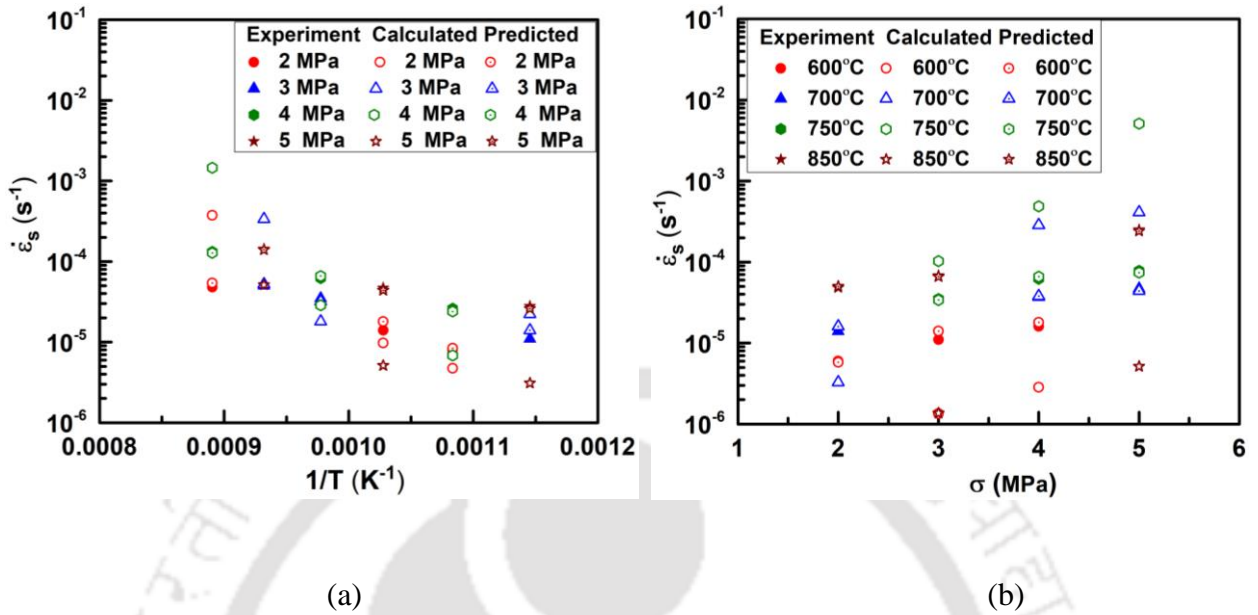 Experiment Calculated Predicted
2 MPa 2 MPa 2 MPa
3 MPa 3 MPa 3 MPa
4 MPa 4 MPa 4 MPa
5 MPa 5 MPa 5 MPa
10⁻¹
10⁻²
10⁻³
10⁻⁴
10⁻⁵
10⁻⁶
ε̇ₛ (s⁻¹)
0.0008 0.0009 0.0010 0.0011 0.0012
1/T (K⁻¹)
(a)
Experiment Calculated Predicted
600°C 600°C 600°C
700°C 700°C 700°C
750°C 750°C 750°C
850°C 850°C 850°C
10⁻¹
10⁻²
10⁻³
10⁻⁴
10⁻⁵
10⁻⁶
ε̇ₛ (s⁻¹)
1 2 3 4 5 6
σ (MPa)
(b)